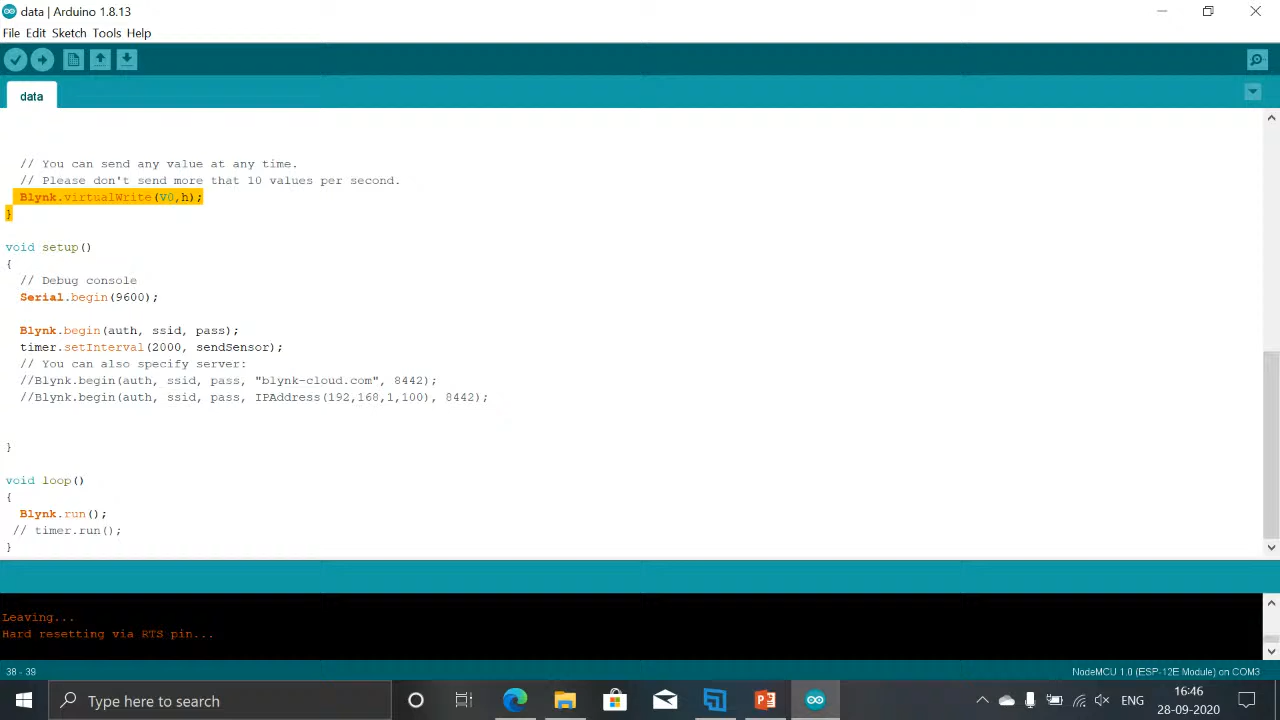 data | Arduino 1.8.13
File Edit Sketch Tools Help
data
// You can send any value at any time.
// Please don't send more that 10 values per second.
Blynk.virtualWrite(V0,h);
}
void setup()
{
// Debug console
Serial.begin(9600);
Blynk.begin(auth, ssid, pass);
timer.setInterval(2000, sendSensor);
// You can also specify server:
//Blynk.begin(auth, ssid, pass, "blynk-cloud.com", 8442);
//Blynk.begin(auth, ssid, pass, IPAddress(192,168,1,100), 8442);
}
void loop()
{
Blynk.run();
// timer.run();
}
Leaving...
Hard resetting via RTS pin...
38 - 39
NodeMCU 1.0 (ESP-12E Module) on COM3
Type here to search
ENG
16:46
28-09-2020